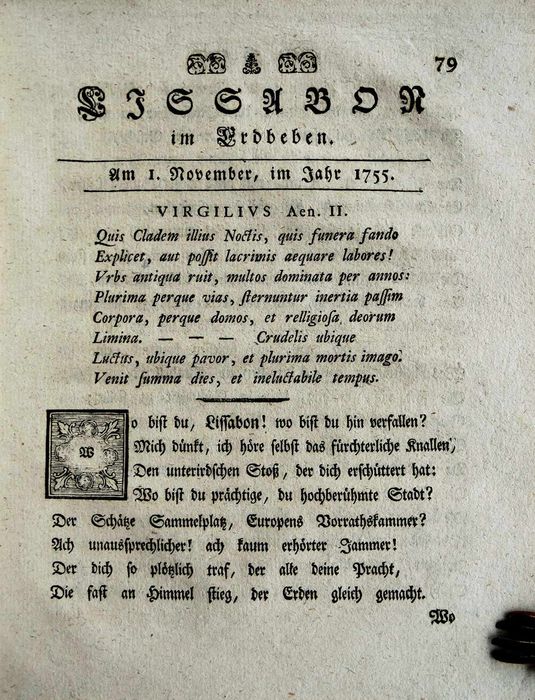 79
LISSABON
im Erdbeben.
Am 1. November, im Jahr 1755.
VIRGILIVS Aen. II.
Quis Cladem illius Noctis, quis funera fando
Explicet, aut poſſit lacrimis aequare labores!
Vrbs antiqua ruit, multos dominata per annos:
Plurima perque vias, ſternuntur inertia paſſim
Corpora, perque domos, et relligioſa deorum
Limina. — — — Crudelis ubique
Luctus, ubique pavor, et plurima mortis imago.
Venit ſumma dies, et ineluctabile tempus.
Wo biſt du, Liſſabon! wo biſt du hin verfallen?
Mich dünkt, ich höre ſelbſt das fürchterliche Knallen,
Den unterirdſchen Stoß, der dich erſchüttert hat:
Wo biſt du prächtige, du hochberühmte Stadt?
Der Schätze Sammelplatz, Europens Vorrathskammer?
Ach unausſprechlicher! ach kaum erhörter Jammer!
Der dich ſo plötzlich traf, der alle deine Pracht,
Die faſt an Himmel ſtieg, der Erden gleich gemacht.
Wo